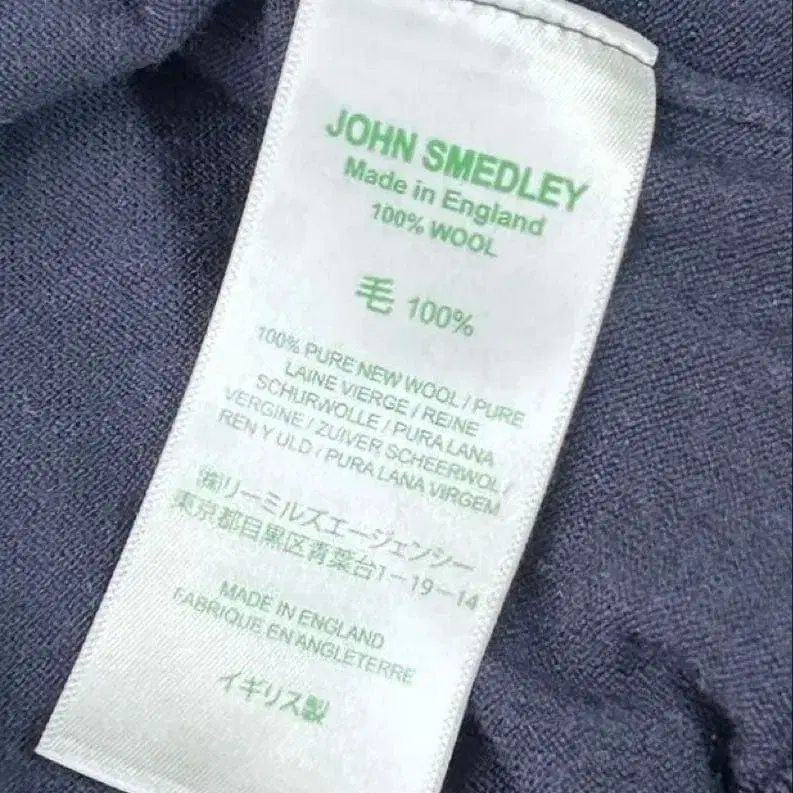 JOHN SMEDLEY
Made in England
100% WOOL
毛 100%
100% PURE NEW WOOL / PURE
LAINE VIERGE / REINE
SCHURWOLLE / PURA LANA
VERGINE / ZUIVER SCHEERWOL /
REN Y ULD / PURA LANA VIRGEM
㈱リーミルズエージェンシー
東京都目黒区青葉台1-19-14
MADE IN ENGLAND
FABRIQUE EN ANGLETERRE
イギリス製